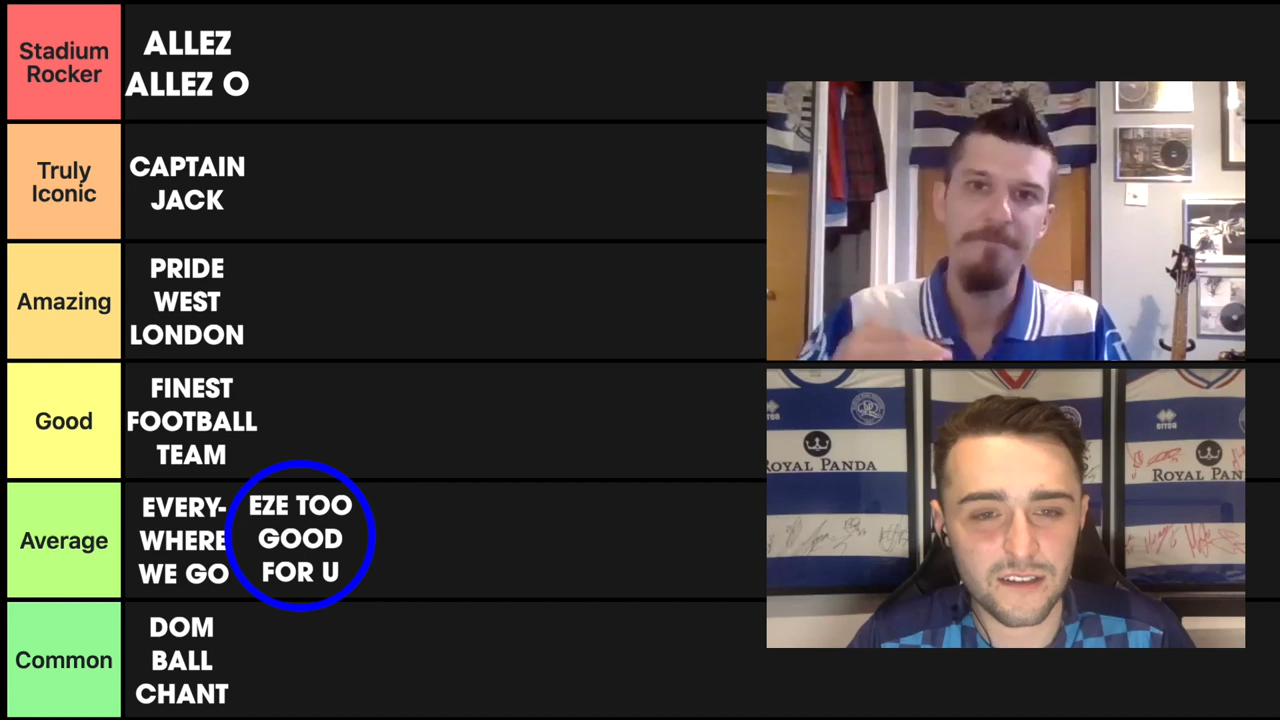 Stadium
Rocker
ALLEZ
ALLEZ O
Truly
Iconic
CAPTAIN
JACK
Amazing
PRIDE
WEST
LONDON
Good
FINEST
FOOTBALL
TEAM
Average
EVERY-
WHERE
WE GO
EZE TOO
GOOD
FOR U
Common
DOM
BALL
CHANT
ROYAL PANDA
ROYAL PAN